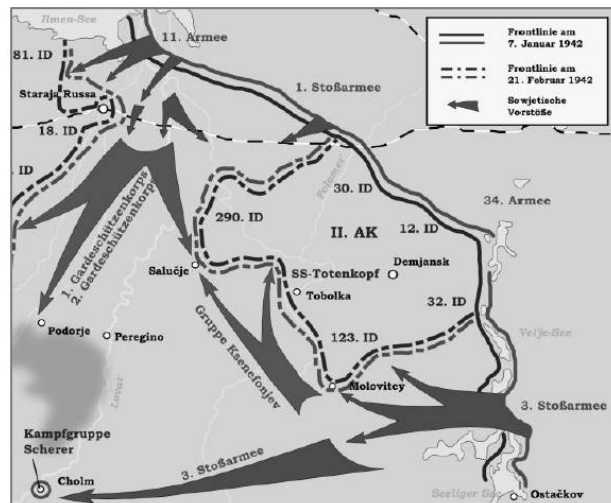 Ilmen-See
11. Armee
81. ID
Staraja Russa
18. ID
ID
1. Stoßarmee
Frontlinie am
7. Januar 1942
Frontlinie am
21. Februar 1942
Sowjetische
Vorstöße
Polamet
30. ID
34. Armee
290. ID
II. AK
12. ID
1. Gardeschützenkorps
2. Gardeschützenkorps
Salučje
SS-Totenkopf
Demjansk
Tobolka
32. ID
Podorje
Peregino
Gruppe Ksenefonjev
123. ID
Velje-See
Lovat
Molovitcy
3. Stoßarmee
Kampfgruppe
Scherer
Cholm
3. Stoßarmee
Seeliger See
Ostačkov